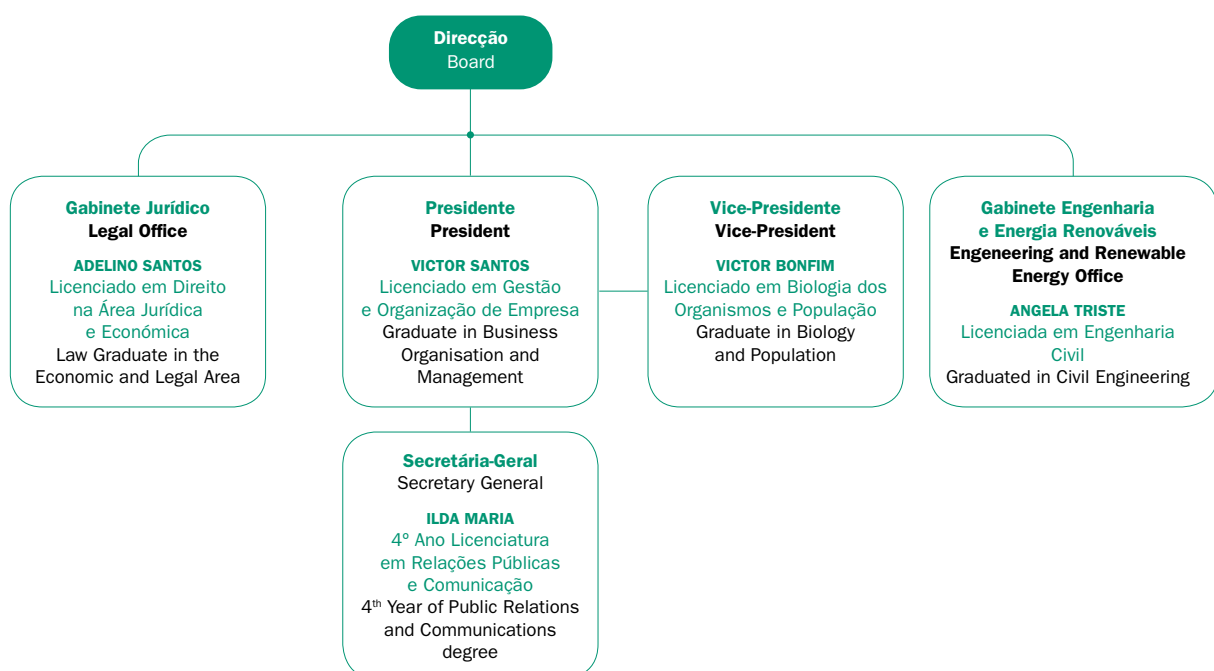 Direcção
Board
Gabinete Jurídico
Legal Office
ADELINO SANTOS
Licenciado em Direito
na Área Jurídica
e Económica
Law Graduate in the
Economic and Legal Area
Presidente
President
VICTOR SANTOS
Licenciado em Gestão
e Organização de Empresa
Graduate in Business
Organisation and
Management
Vice-Presidente
Vice-President
VICTOR BONFIM
Licenciado em Biologia dos
Organismos e População
Graduate in Biology
and Population
Gabinete Engenharia
e Energia Renováveis
Engeneering and Renewable
Energy Office
ANGELA TRISTE
Licenciada em Engenharia
Civil
Graduated in Civil Engineering
Secretária-Geral
Secretary General
ILDA MARIA
4º Ano Licenciatura
em Relações Públicas
e Comunicação
4th Year of Public Relations
and Communications
degree